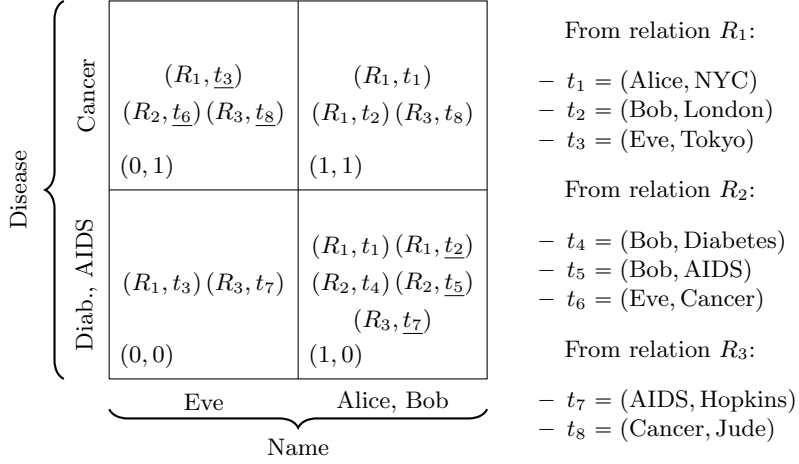 Disease
Cancer
Diab., AIDS
(R₁, t₃)
(R₂, t₆) (R₃, t₈)
(0, 1)
(R₁, t₁)
(R₁, t₂) (R₃, t₈)
(1, 1)
(R₁, t₃) (R₃, t₇)
(0, 0)
(R₁, t₁) (R₁, t₂)
(R₂, t₄) (R₂, t₅)
(R₃, t₇)
(1, 0)
Eve
Alice, Bob
Name
From relation R₁:
– t₁ = (Alice, NYC)
– t₂ = (Bob, London)
– t₃ = (Eve, Tokyo)
From relation R₂:
– t₄ = (Bob, Diabetes)
– t₅ = (Bob, AIDS)
– t₆ = (Eve, Cancer)
From relation R₃:
– t₇ = (AIDS, Hopkins)
– t₈ = (Cancer, Jude)